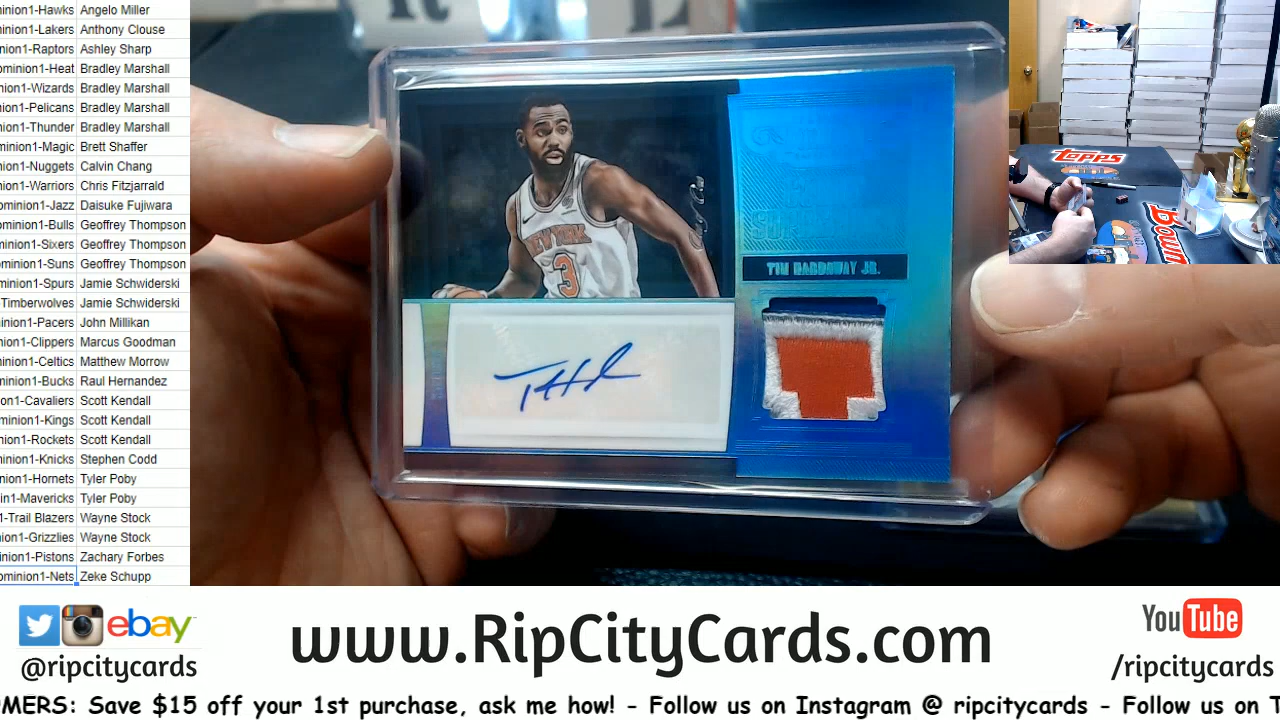 inion1-Hawks Angelo Miller
inion1-Lakers Anthony Clouse
nion1-Raptors Ashley Sharp
ominion1-Heat Bradley Marshall
inion1-Wizards Bradley Marshall
nion1-Pelicans Bradley Marshall
nion1-Thunder Bradley Marshall
minion1-Magic Brett Shaffer
nion1-Nuggets Calvin Chang
nion1-Warriors Chris Fitzjarrald
ominion1-Jazz Daisuke Fujiwara
ominion1-Bulls Geoffrey Thompson
minion1-Sixers Geoffrey Thompson
ominion1-Suns Geoffrey Thompson
minion1-Spurs Jamie Schwiderski
Timberwolves Jamie Schwiderski
inion1-Pacers John Millikan
nion1-Clippers Marcus Goodman
inion1-Celtics Matthew Morrow
minion1-Bucks Raul Hernandez
on1-Cavaliers Scott Kendall
minion1-Kings Scott Kendall
nion1-Rockets Scott Kendall
inion1-Knicks Stephen Codd
nion1-Hornets Tyler Poby
in1-Mavericks Tyler Poby
1-Trail Blazers Wayne Stock
nion1-Grizzlies Wayne Stock
inion1-Pistons Zachary Forbes
ominion1-Nets Zeke Schupp
NEW YORK
3
TIM HARDAWAY JR.
topps
Bown
ebay
@ripcitycards
www.RipCityCards.com
YouTube
/ripcitycards
OMERS: Save $15 off your 1st purchase, ask me how! - Follow us on Instagram @ ripcitycards - Follow us on T